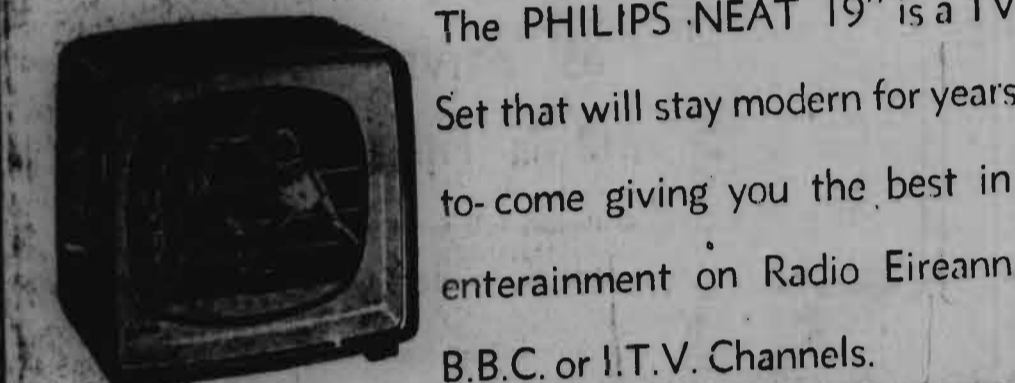 The PHILIPS NEAT 19" is a TV
Set that will stay modern for years
to-come giving you the best in
enterainment on Radio Eireann
B.B.C. or I.T.V. Channels.